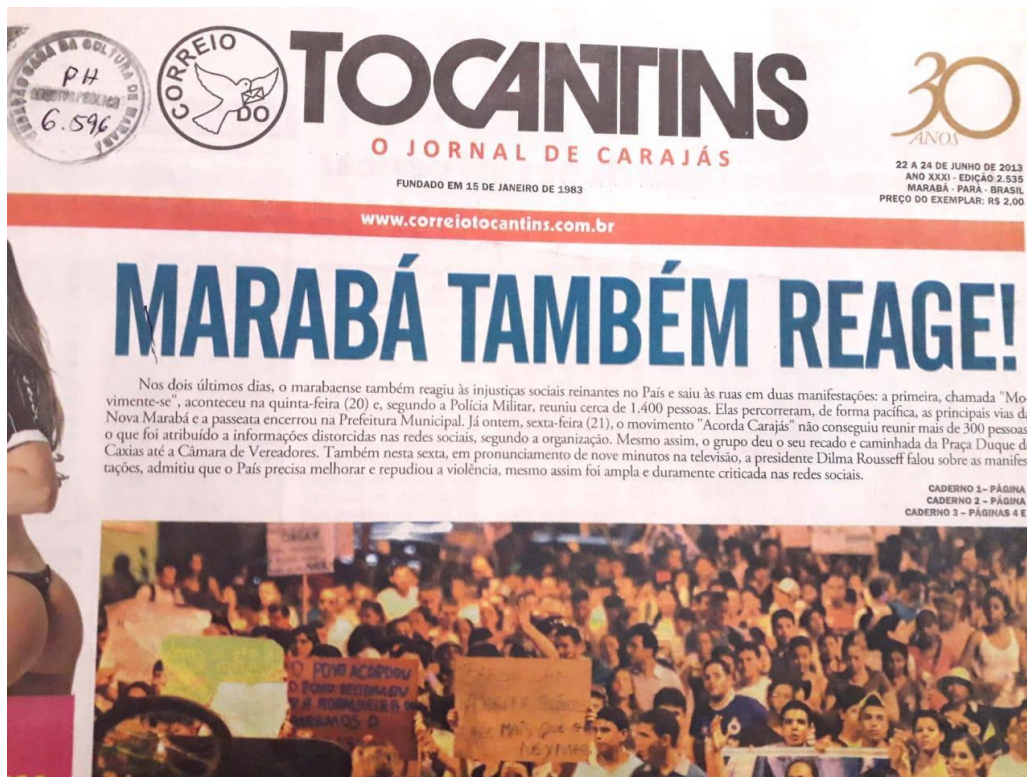 FUNDAÇÃO CASA DA CULTURA DE MARABÁ
PH
6.596
CORREIO
DO
TOCANTINS
O JORNAL DE CARAJÁS
FUNDADO EM 15 DE JANEIRO DE 1983
30
ANOS
22 A 24 DE JUNHO DE 2013
ANO XXXI - EDIÇÃO 2.535
MARABÁ - PARÁ - BRASIL
PREÇO DO EXEMPLAR: R$ 2,00
www.correiotocantins.com.br
MARABÁ TAMBÉM REAGE!
Nos dois últimos dias, o marabaense também reagiu às injustiças sociais reinantes no País e saiu às ruas em duas manifestações: a primeira, chamada "Mo-
vimente-se", aconteceu na quinta-feira (20) e, segundo a Polícia Militar, reuniu cerca de 1.400 pessoas. Elas percorreram, de forma pacífica, as principais vias d
Nova Marabá e a passeata encerrou na Prefeitura Municipal. Já ontem, sexta-feira (21), o movimento "Acorda Carajás" não conseguiu reunir mais de 300 pessoas
o que foi atribuído a informações distorcidas nas redes sociais, segundo a organização. Mesmo assim, o grupo deu o seu recado e caminhada da Praça Duque d
Caxias até a Câmara de Vereadores. Também nesta sexta, em pronunciamento de nove minutos na televisão, a presidente Dilma Rousseff falou sobre as manifes
tações, admitiu que o País precisa melhorar e repudiou a violência, mesmo assim foi ampla e duramente criticada nas redes sociais.
CADERNO 1– PÁGINA
CADERNO 2 – PÁGINA
CADERNO 3 – PÁGINAS 4 E
O POVO ACORDOU
O POVO DECIDIU
MAIS QUE
NEYMAR